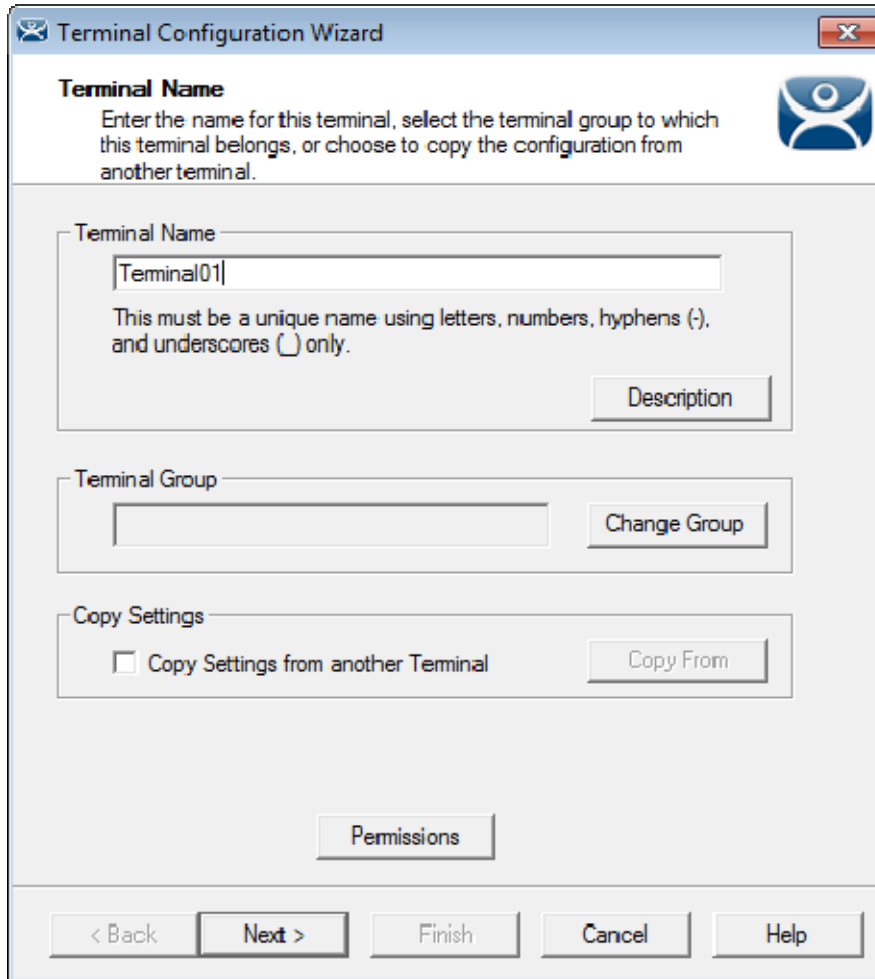 Terminal Configuration Wizard
Terminal Name
Enter the name for this terminal, select the terminal group to which
this terminal belongs, or choose to copy the configuration from
another terminal.
Terminal Name
Terminal01
This must be a unique name using letters, numbers, hyphens (-),
and underscores (_) only.
Description
Terminal Group
Change Group
Copy Settings
Copy Settings from another Terminal
Copy From
Permissions
< Back Next > Finish Cancel Help